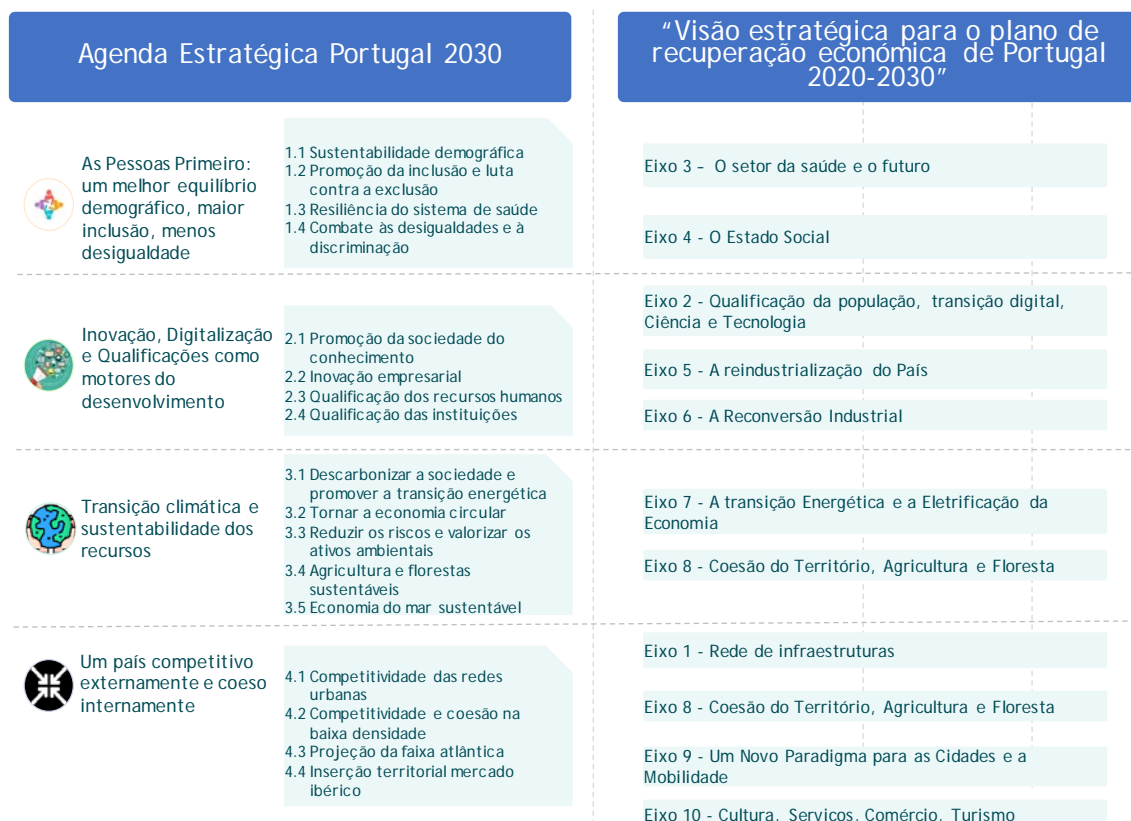 Agenda Estratégica Portugal 2030
“Visão estratégica para o plano de
recuperação económica de Portugal
2020-2030”
As Pessoas Primeiro:
um melhor equilíbrio
demográfico, maior
inclusão, menos
desigualdade
1.1 Sustentabilidade demográfica
1.2 Promoção da inclusão e luta
contra a exclusão
1.3 Resiliência do sistema de saúde
1.4 Combate às desigualdades e à
discriminação
Eixo 3 – O setor da saúde e o futuro
Eixo 4 - O Estado Social
Inovação, Digitalização
e Qualificações como
motores do
desenvolvimento
2.1 Promoção da sociedade do
conhecimento
2.2 Inovação empresarial
2.3 Qualificação dos recursos humanos
2.4 Qualificação das instituições
Eixo 2 - Qualificação da população, transição digital,
Ciência e Tecnologia
Eixo 5 - A reindustrialização do País
Eixo 6 - A Reconversão Industrial
Transição climática e
sustentabilidade dos
recursos
3.1 Descarbonizar a sociedade e
promover a transição energética
3.2 Tornar a economia circular
3.3 Reduzir os riscos e valorizar os
ativos ambientais
3.4 Agricultura e florestas
sustentáveis
3.5 Economia do mar sustentável
Eixo 7 - A transição Energética e a Eletrificação da
Economia
Eixo 8 - Coesão do Território, Agricultura e Floresta
Um país competitivo
externamente e coeso
internamente
4.1 Competitividade das redes
urbanas
4.2 Competitividade e coesão na
baixa densidade
4.3 Projeção da faixa atlântica
4.4 Inserção territorial mercado
ibérico
Eixo 1 - Rede de infraestruturas
Eixo 8 - Coesão do Território, Agricultura e Floresta
Eixo 9 - Um Novo Paradigma para as Cidades e a
Mobilidade
Eixo 10 - Cultura, Serviços, Comércio, Turismo